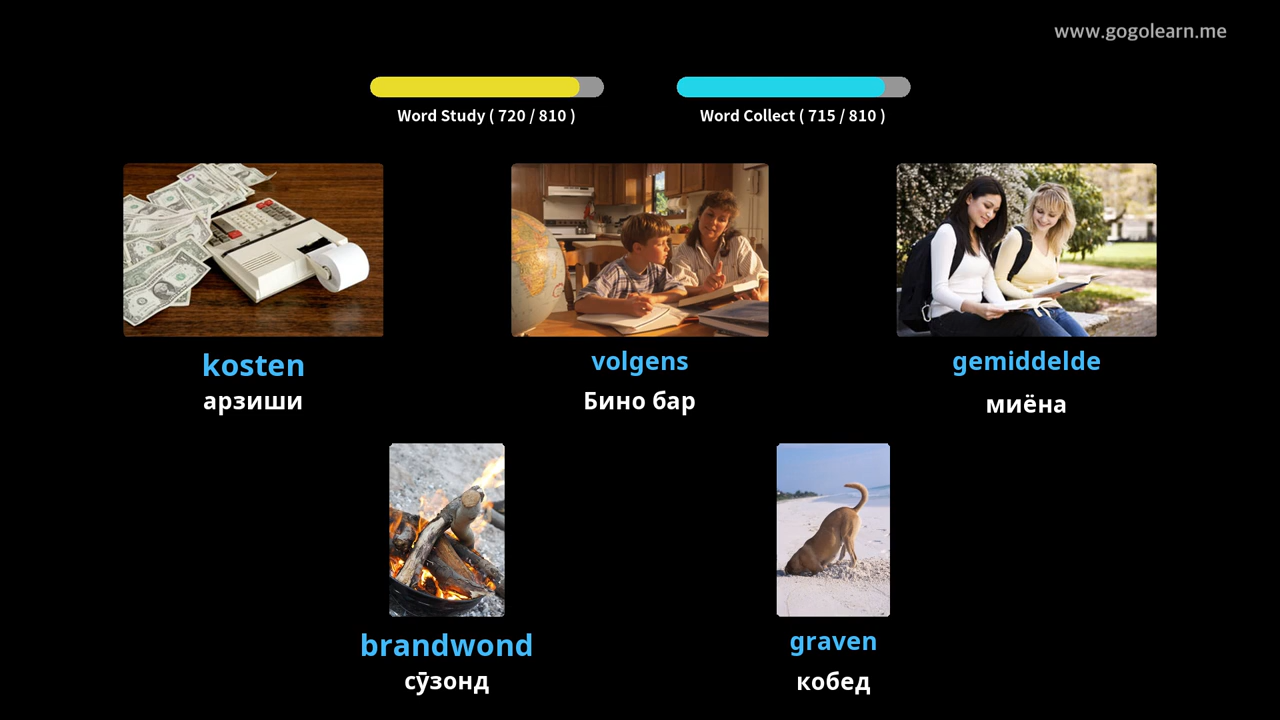 www.gogolearn.me
Word Study ( 720 / 810 )
Word Collect ( 715 / 810 )
kosten
арзиши
volgens
Бино бар
gemiddelde
миёна
brandwond
сӯзонд
graven
кобед